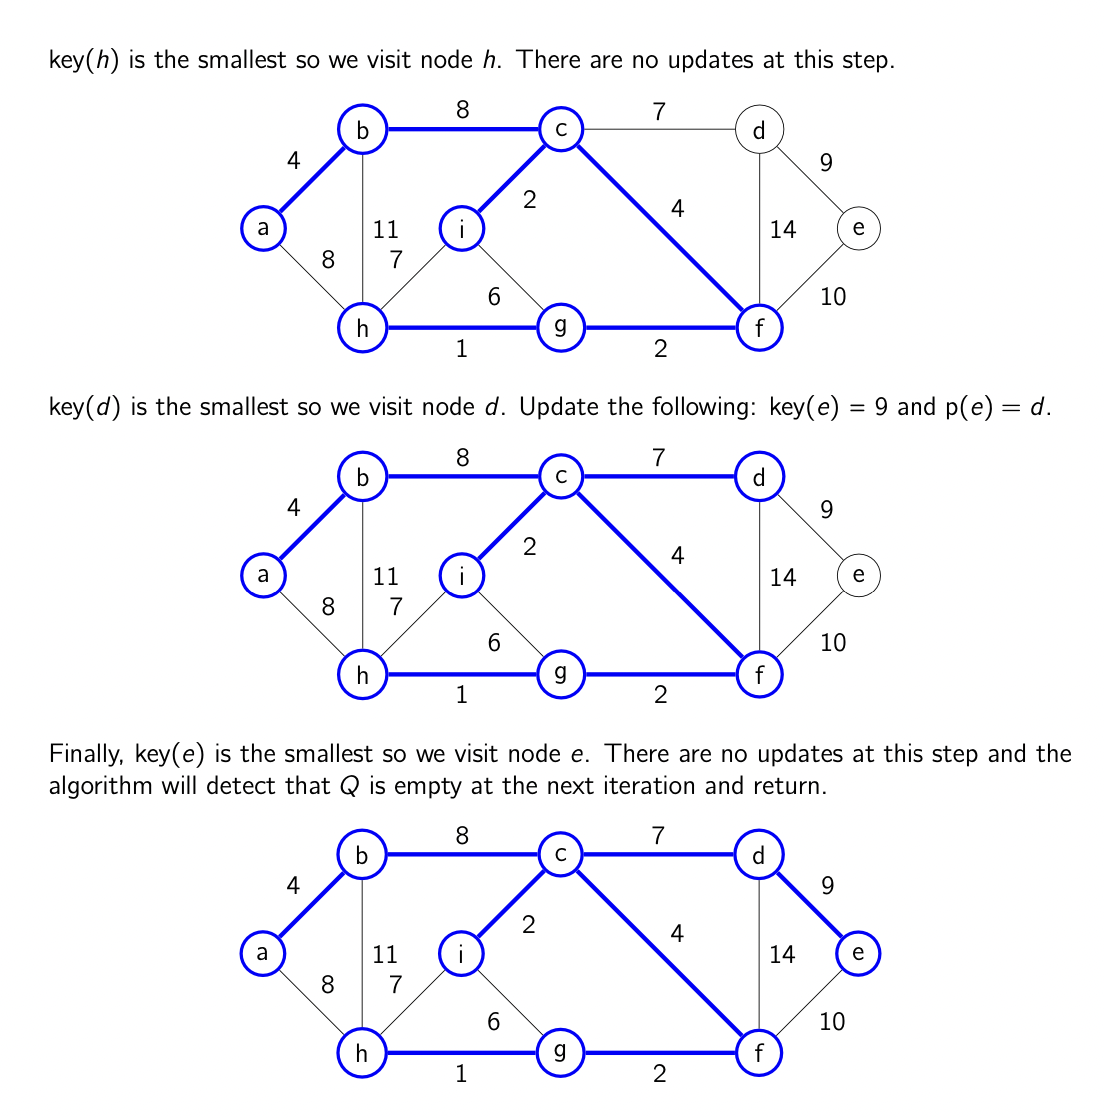 key(h) is the smallest so we visit node h. There are no updates at this step.
8
7
b
c
d
4
9
2
4
a
11
i
14
e
8
7
6
10
h
g
f
1
2
key(d) is the smallest so we visit node d. Update the following: key(e) = 9 and p(e) = d.
8
7
b
c
d
4
9
2
4
a
11
i
14
e
8
7
6
10
h
g
f
1
2
Finally, key(e) is the smallest so we visit node e. There are no updates at this step and the
algorithm will detect that Q is empty at the next iteration and return.
8
7
b
c
d
4
9
2
4
a
11
i
14
e
8
7
6
10
h
g
f
1
2